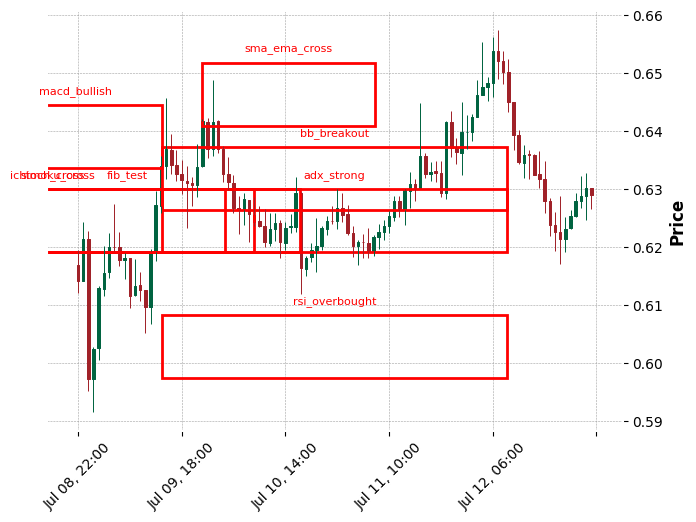 0.66
sma_ema_cross
0.65
macd_bullish
0.64
bb_breakout
fib_test
adx_strong
0.63
Price
0.62
0.61
rsi_overbought
0.60
0.59
Jul 08, 22:00
Jul 09, 18:00
Jul 10, 14:00
Jul 11, 10:00
Jul 12, 06:00